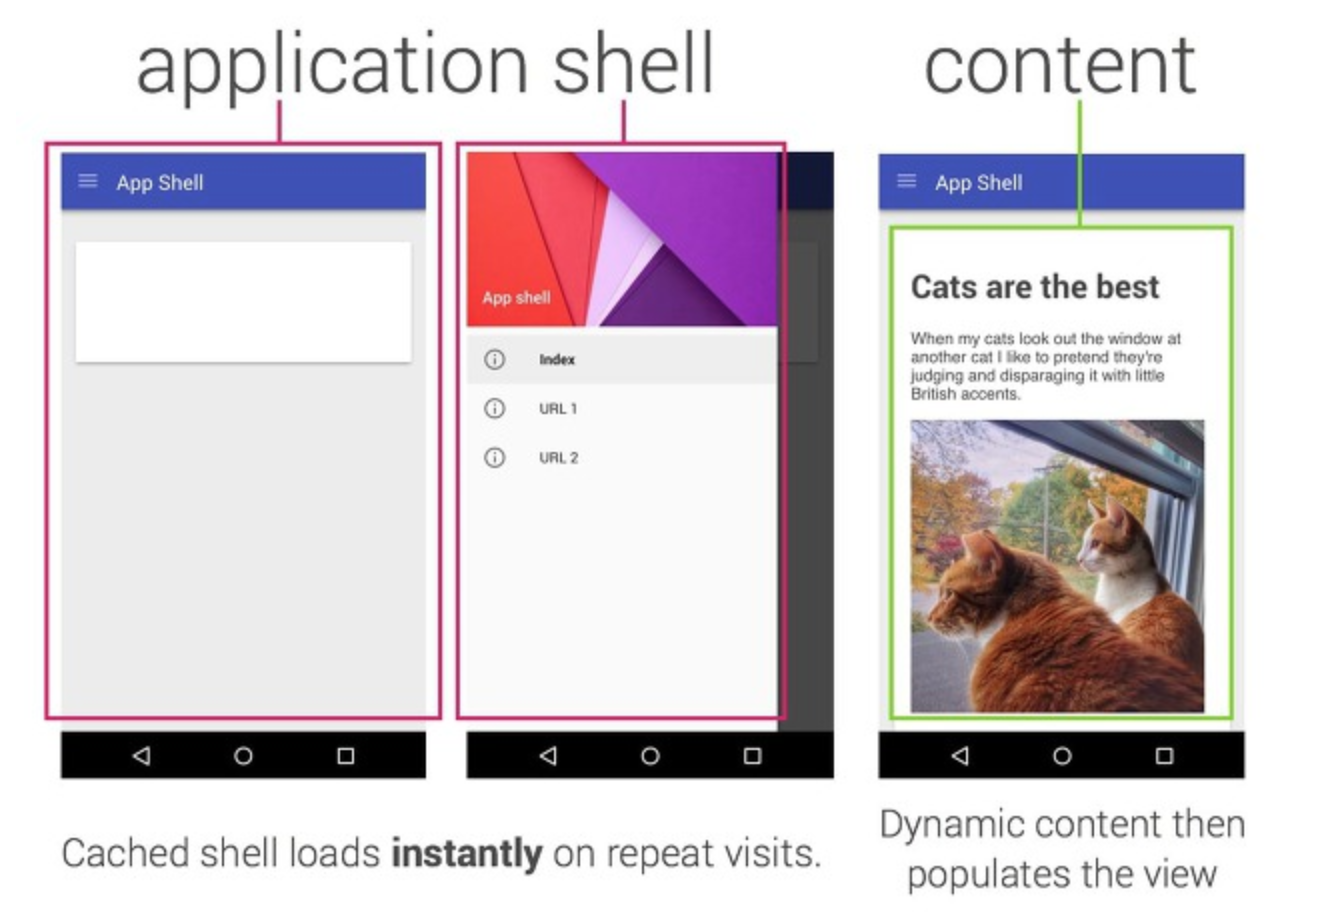 application shell
content
App Shell
App shell
Index
URL 1
URL 2
App Shell
Cats are the best
When my cats look out the window at
another cat I like to pretend they're
judging and disparaging it with little
British accents.
Cached shell loads instantly on repeat visits.
Dynamic content then
populates the view